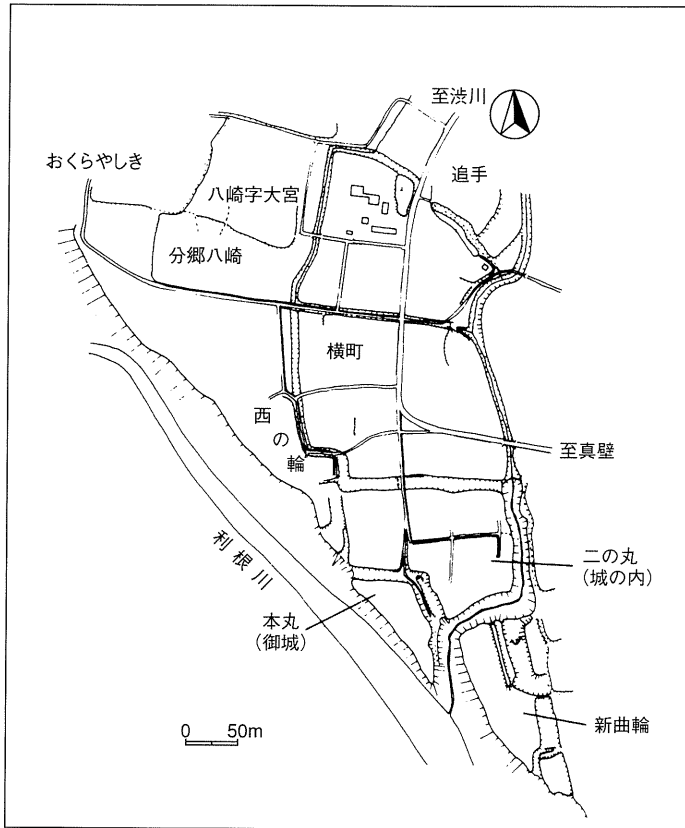 至渋川
追手
おくらやしき
八崎字大宮
分郷八崎
横町
西の輪
至真壁
利根川
二の丸
(城の内)
本丸
(御城)
新曲輪
0 50m